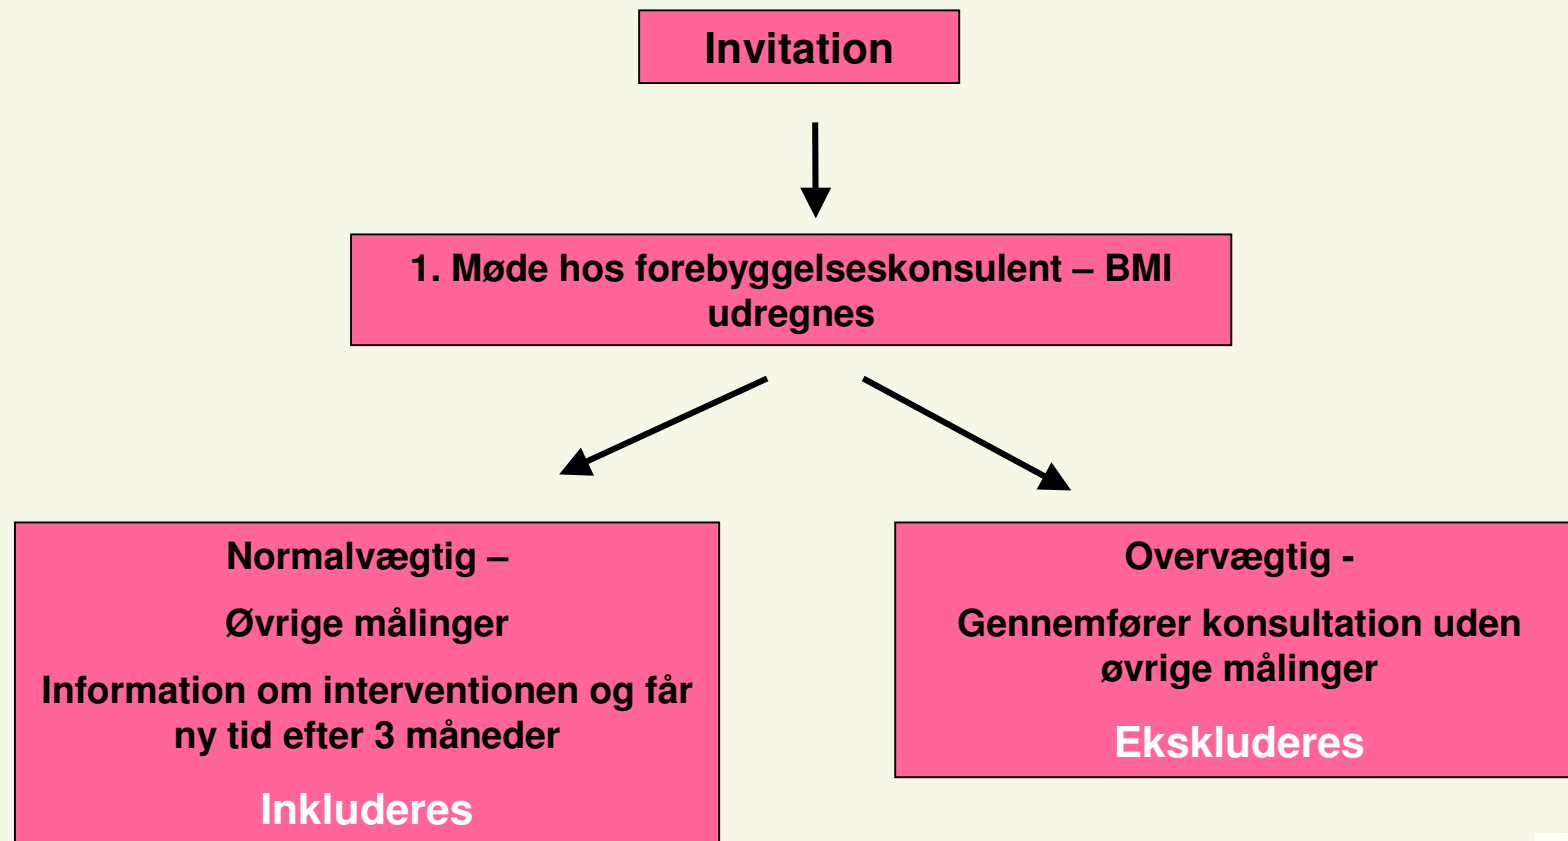 Invitation
1. Møde hos forebyggelseskonsulent – BMI
udregnes
Normalvægtig –
Øvrige målinger
Information om interventionen og får
ny tid efter 3 måneder
Inkluderes
Overvægtig -
Gennemfører konsultation uden
øvrige målinger
Ekskluderes